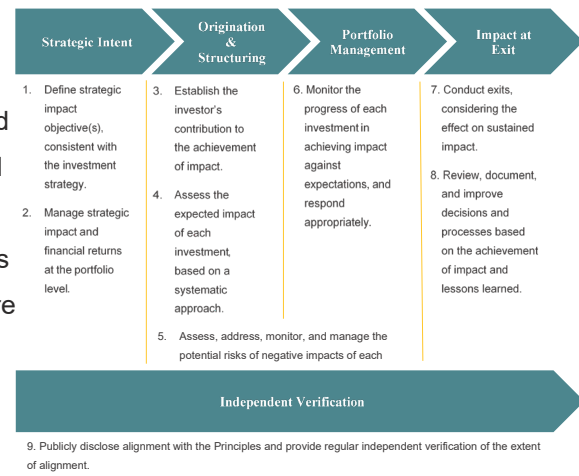 Strategic Intent
Origination
&
Structuring
Portfolio
Management
Impact at
Exit
1. Define strategic
impact
objective(s),
consistent with
the investment
strategy.
2. Manage strategic
impact and
financial returns
at the portfolio
level.
3. Establish the
investor's
contribution to
the achievement
of impact.
4. Assess the
expected impact
of each
investment,
based on a
systematic
approach.
6. Monitor the
progress of each
investment in
achieving impact
against
expectations, and
respond
appropriately.
7. Conduct exits,
considering the
effect on sustained
impact.
8. Review, document,
and improve
decisions and
processes based
on the achievement
of impact and
lessons learned.
5. Assess, address, monitor, and manage the
potential risks of negative impacts of each
Independent Verification
9. Publicly disclose alignment with the Principles and provide regular independent verification of the extent
of alignment.